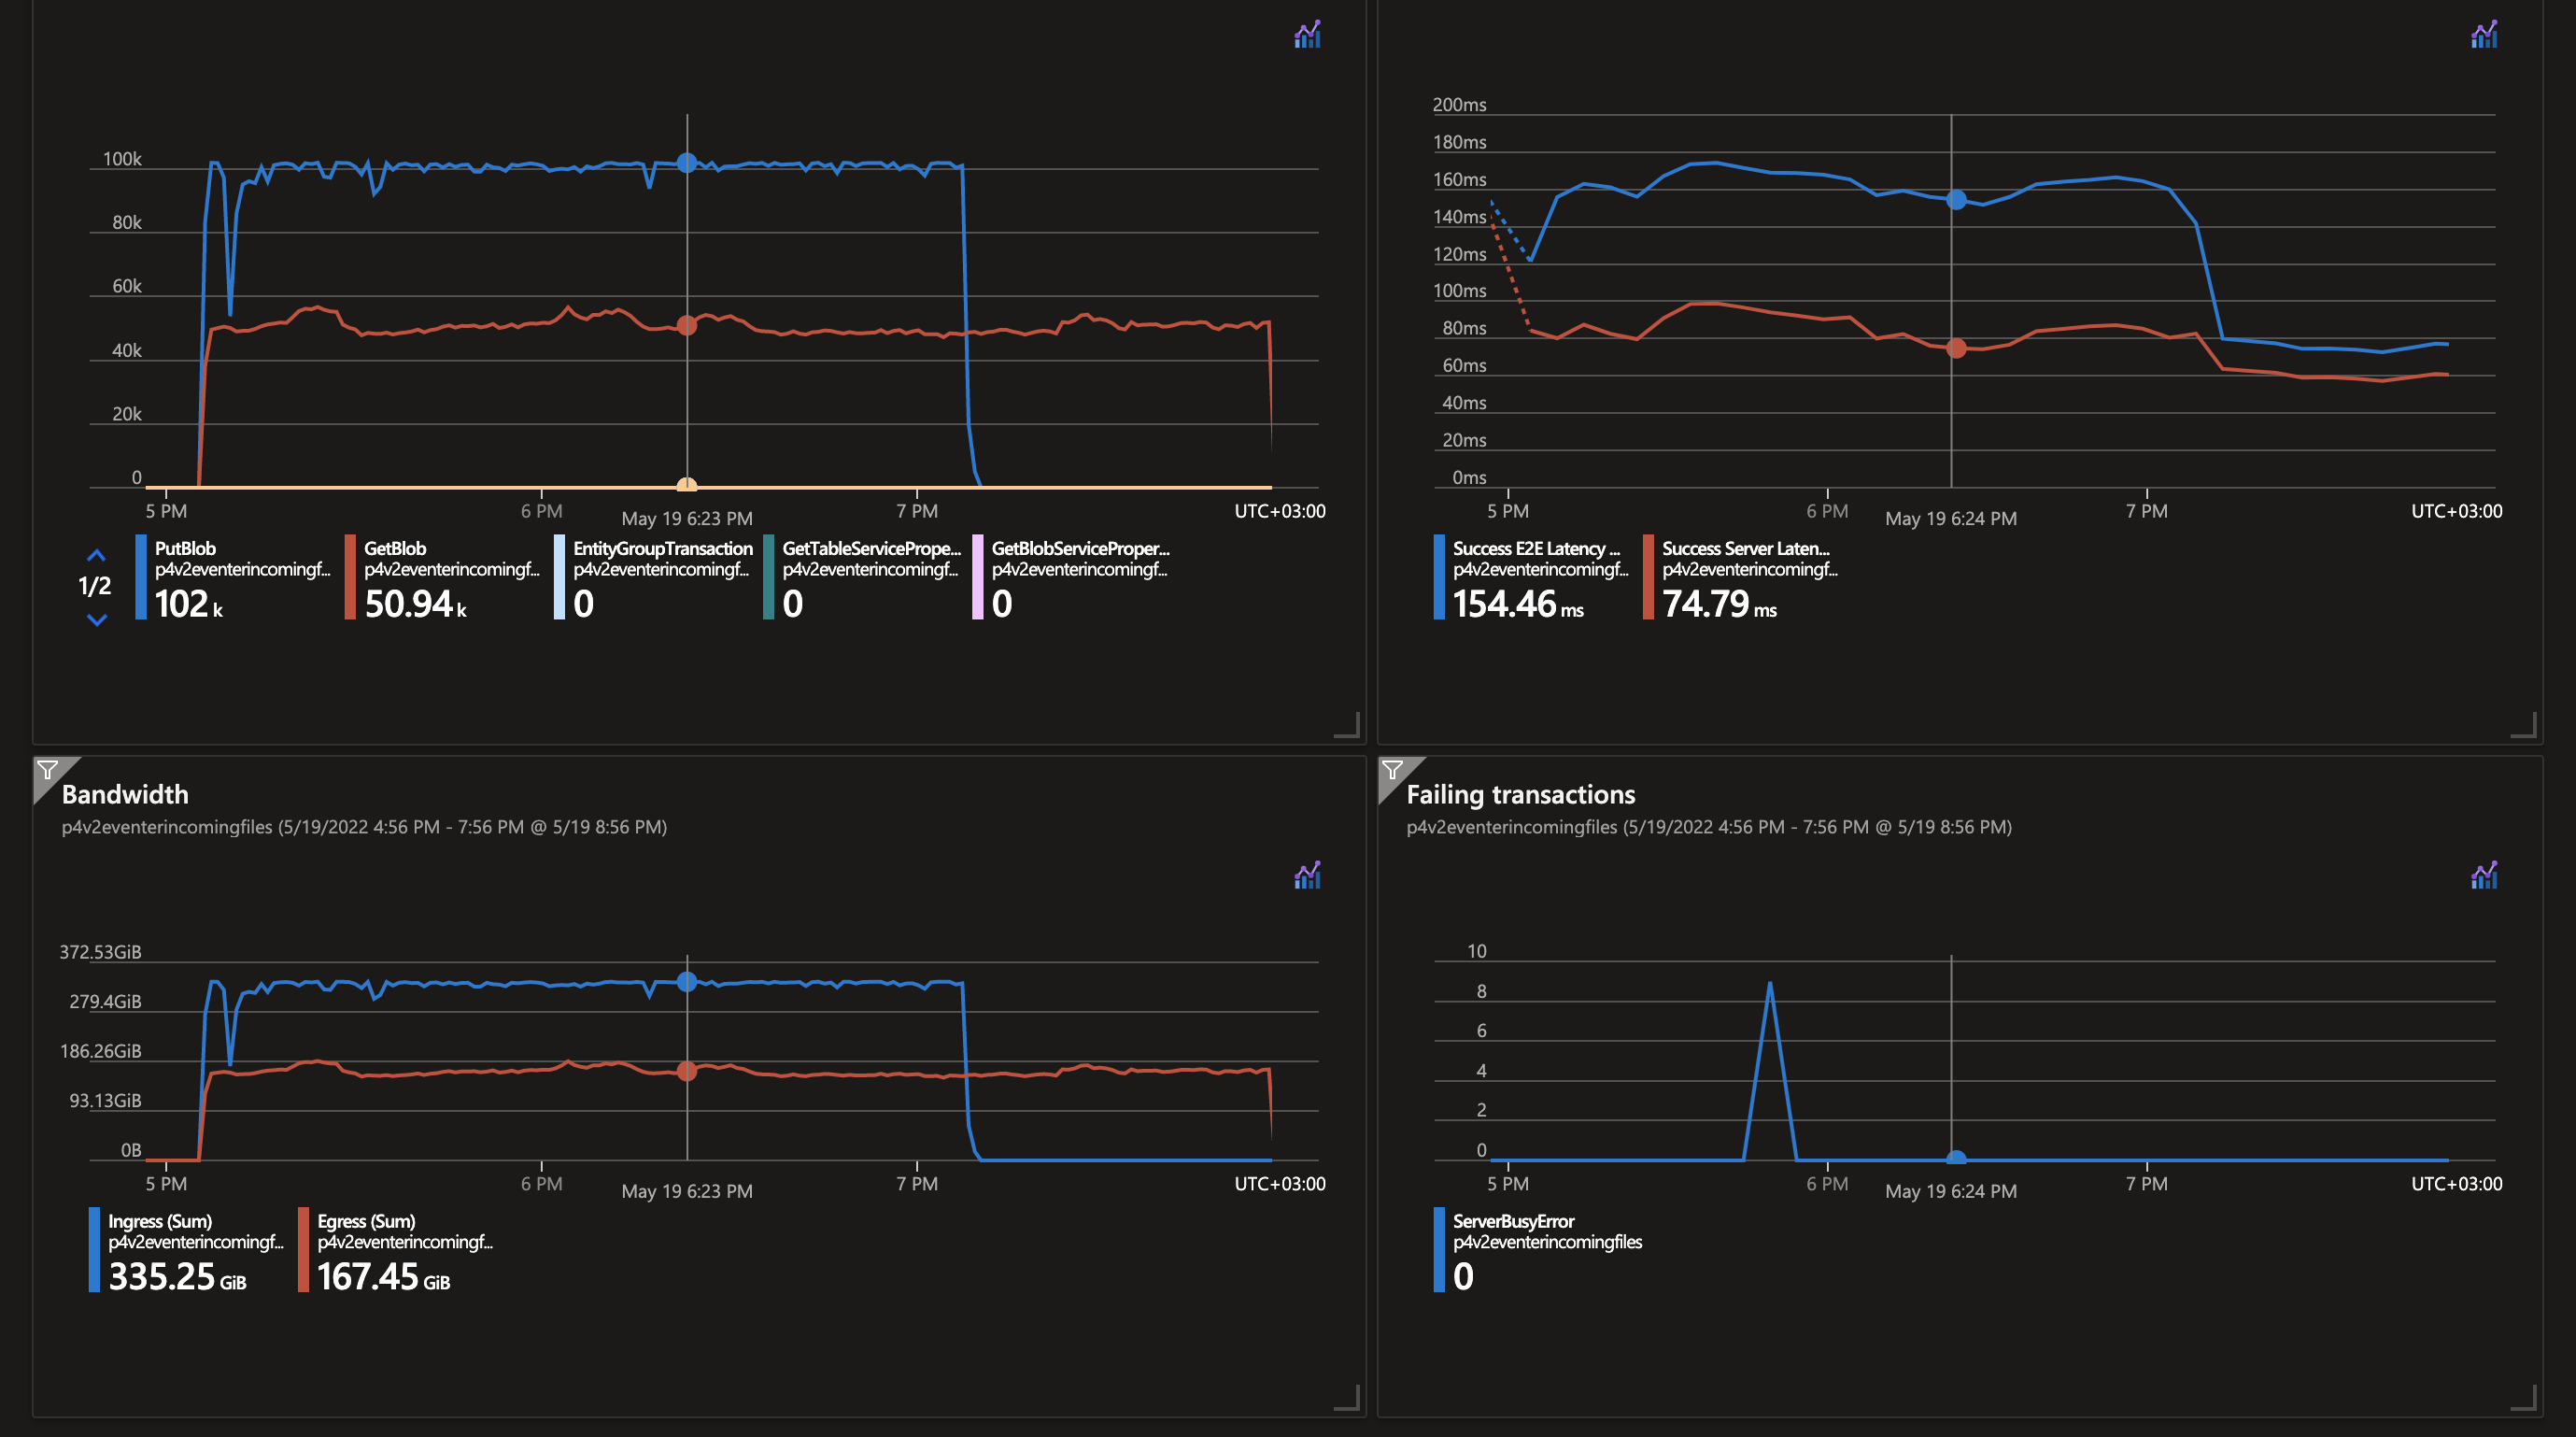 100k
80k
60k
40k
20k
0
5 PM
6 PM
May 19 6:23 PM
7 PM
UTC+03:00
1/2
PutBlob
p4v2eventerincomingf...
102 k
GetBlob
p4v2eventerincomingf...
50.94 k
EntityGroupTransaction
p4v2eventerincomingf...
0
GetTableServicePrope...
p4v2eventerincomingf...
0
GetBlobServiceProper...
p4v2eventerincomingf...
0
200ms
180ms
160ms
140ms
120ms
100ms
80ms
60ms
40ms
20ms
0ms
5 PM
6 PM
May 19 6:24 PM
7 PM
UTC+03:00
Success E2E Latency ...
p4v2eventerincomingf...
154.46 ms
Success Server Laten...
p4v2eventerincomingf...
74.79 ms
Bandwidth
p4v2eventerincomingfiles (5/19/2022 4:56 PM - 7:56 PM @ 5/19 8:56 PM)
372.53GiB
279.4GiB
186.26GiB
93.13GiB
0B
5 PM
6 PM
May 19 6:23 PM
7 PM
UTC+03:00
Ingress (Sum)
p4v2eventerincomingf...
335.25 GiB
Egress (Sum)
p4v2eventerincomingf...
167.45 GiB
Failing transactions
p4v2eventerincomingfiles (5/19/2022 4:56 PM - 7:56 PM @ 5/19 8:56 PM)
10
8
6
4
2
0
5 PM
6 PM
May 19 6:24 PM
7 PM
UTC+03:00
ServerBusyError
p4v2eventerincomingfiles
0